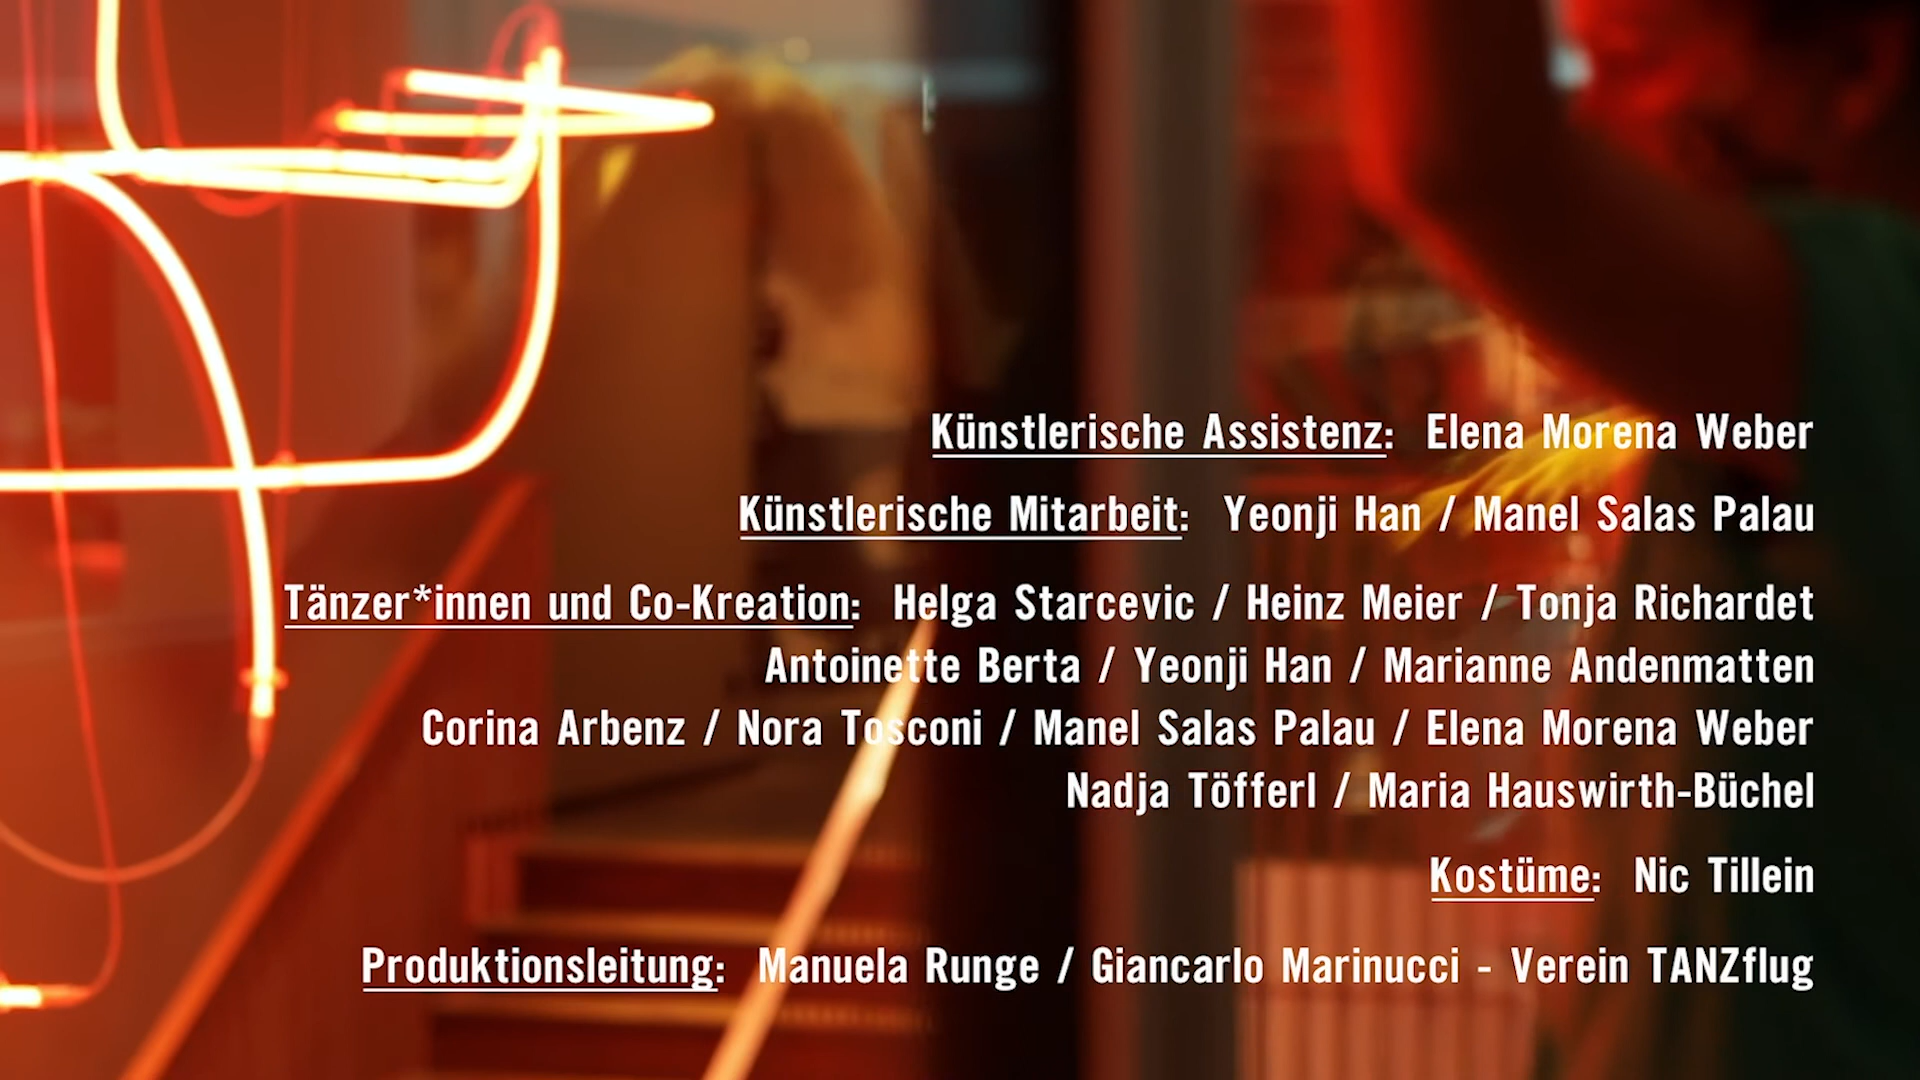 Künstlerische Assistenz: Elena Morena Weber
Künstlerische Mitarbeit: Yeonji Han / Manel Salas Palau
Tänzer*innen und Co-Kreation: Helga Starcevic / Heinz Meier / Tonja Richardet
Antoinette Berta / Yeonji Han / Marianne Andenmatten
Corina Arbenz / Nora Tosconi / Manel Salas Palau / Elena Morena Weber
Nadja Töfferl / Maria Hauswirth-Büchel
Kostüme: Nic Tillein
Produktionsleitung: Manuela Runge / Giancarlo Marinucci - Verein TANZflug